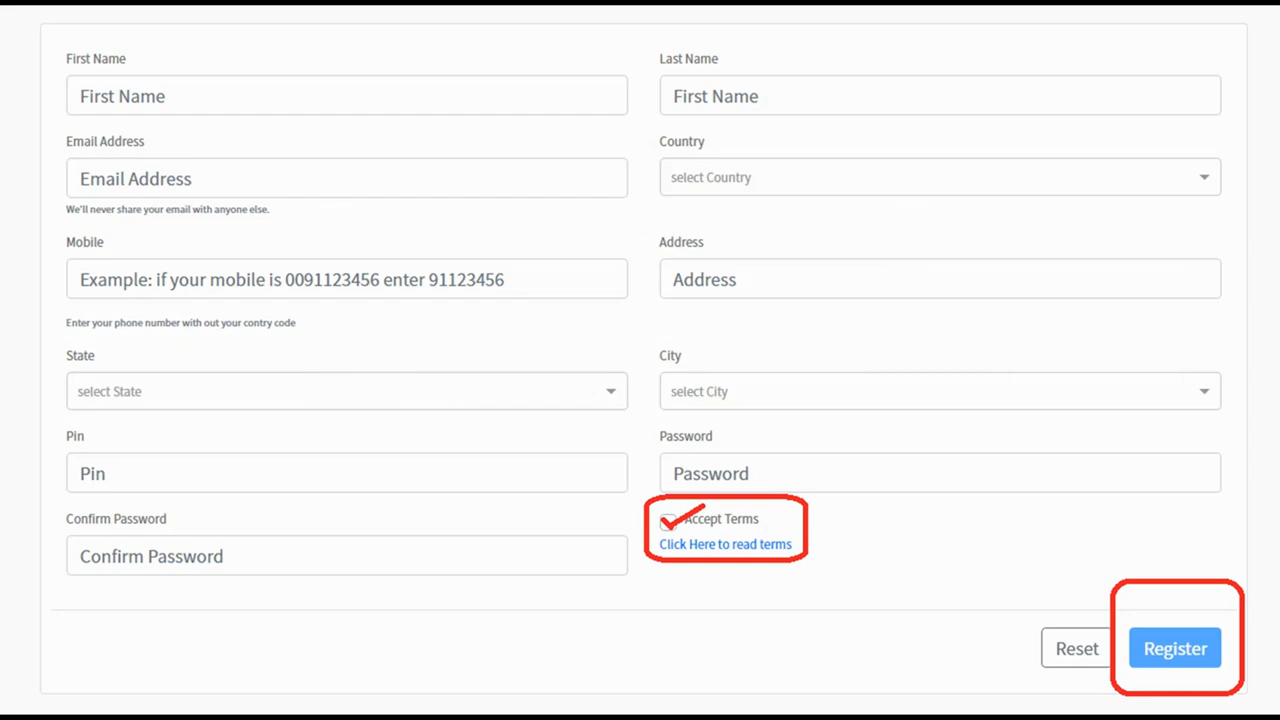 First Name
Last Name
First Name
First Name
Email Address
Country
Email Address
select Country
We'll never share your email with anyone else.
Mobile
Address
Example: if your mobile is 0091123456 enter 91123456
Address
Enter your phone number with out your contry code
State
City
select State
select City
Pin
Password
Pin
Password
Confirm Password
Accept Terms
Click Here to read terms
Confirm Password
Reset
Register